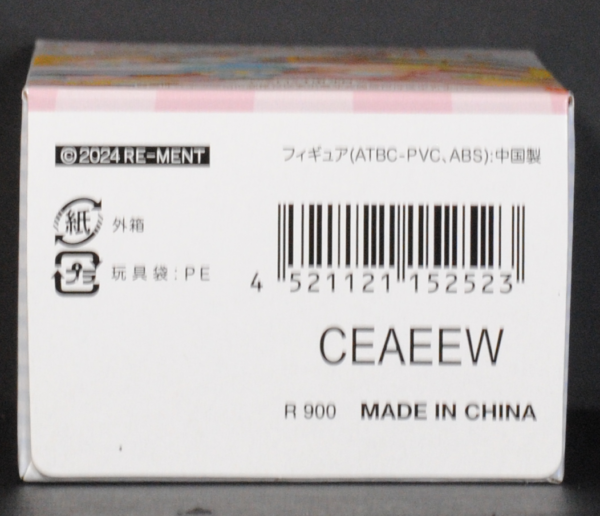 ©2024 RE-MENT
フィギュア(ATBC-PVC、ABS):中国製
紙 外箱
プラ 玩具袋:PE
4 521121 152523
CEAEEW
R 900 MADE IN CHINA